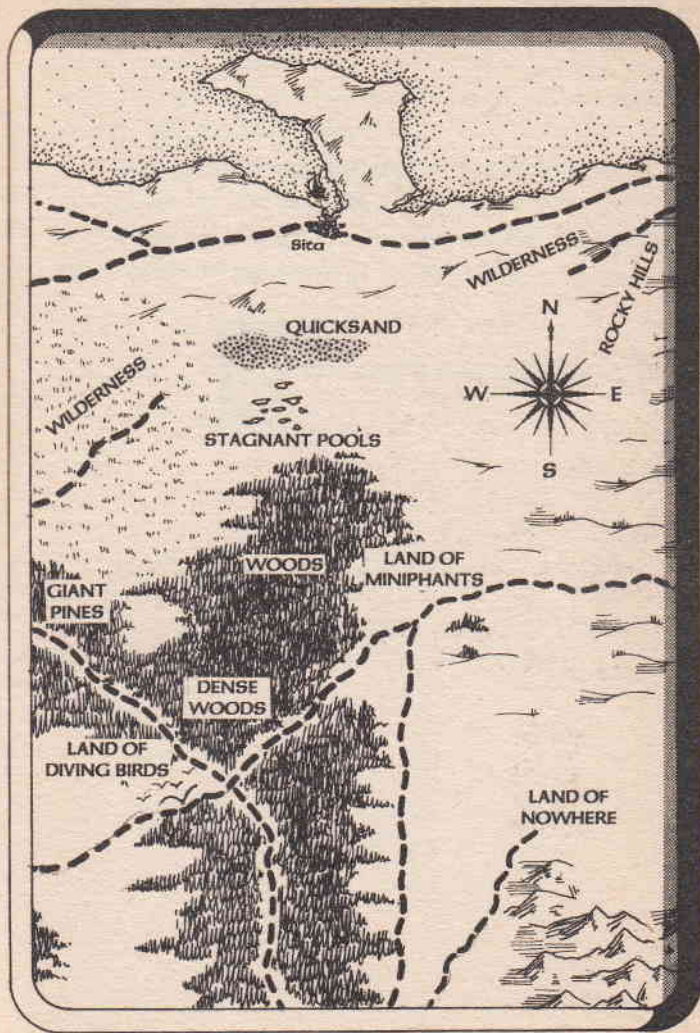 Sita
WILDERNESS
ROCKY HILLS
QUICKSAND
N
W
E
S
WILDERNESS
STAGNANT POOLS
WOODS
LAND OF
MINIPHANTS
GIANT
PINES
DENSE
WOODS
LAND OF
DIVING BIRDS
LAND OF
NOWHERE